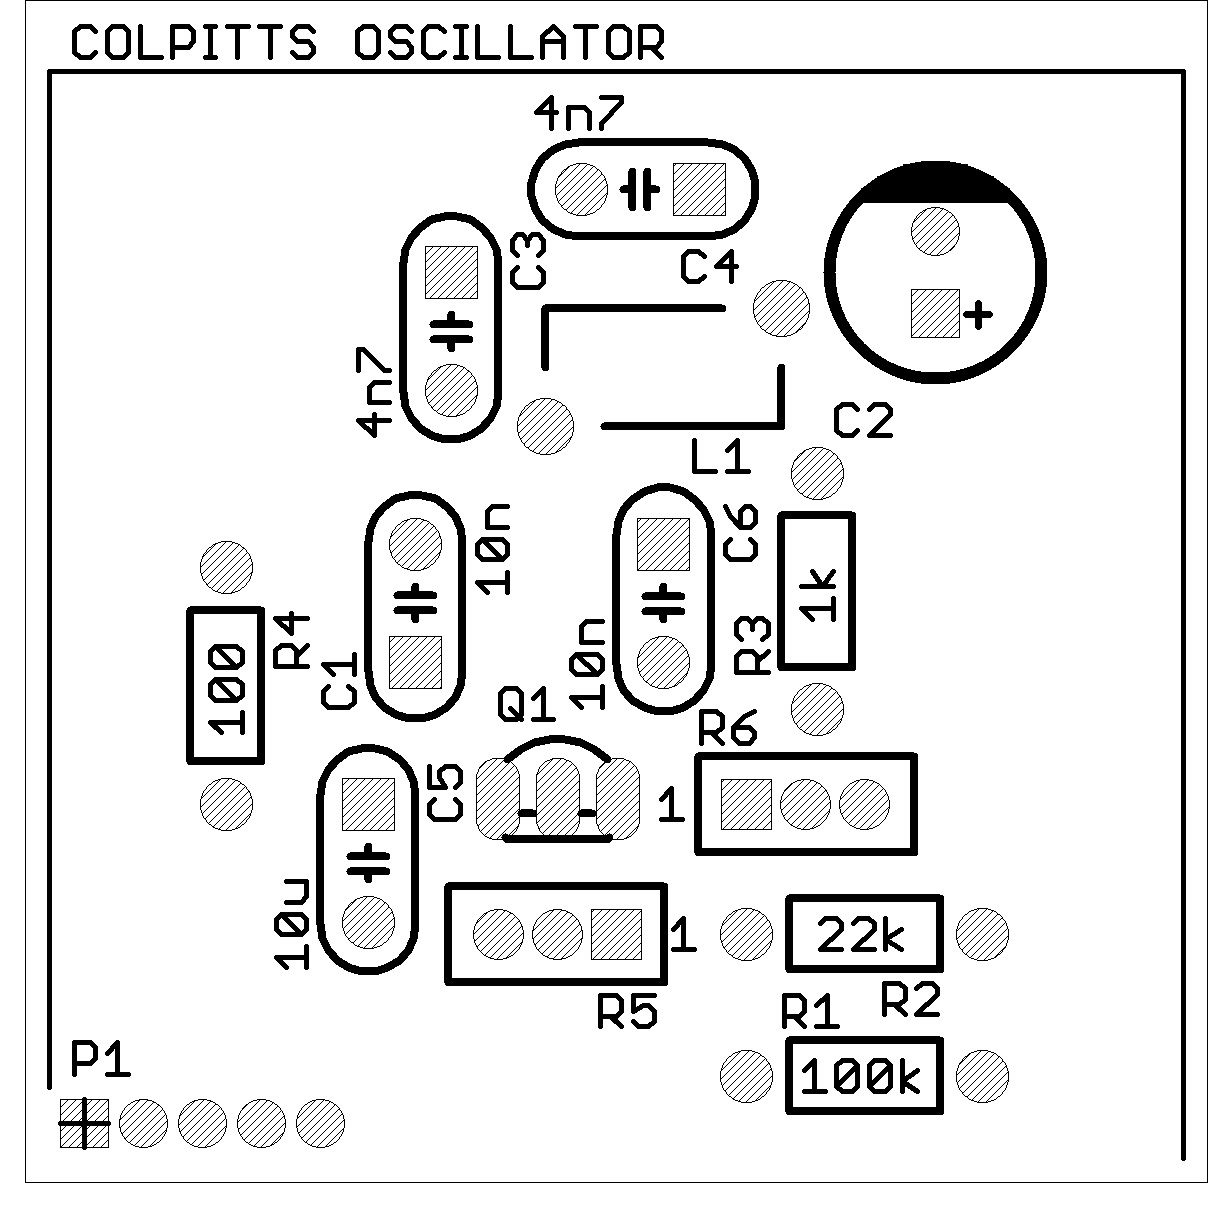 COLPITTS OSCILLATOR
4n7
C3
C4
4n7
C2
L1
10n
C6
1k
R4
100
C1
10n
R3
Q1
R6
C5
1
10u
1
22k
R5
R1
R2
P1
100k
+